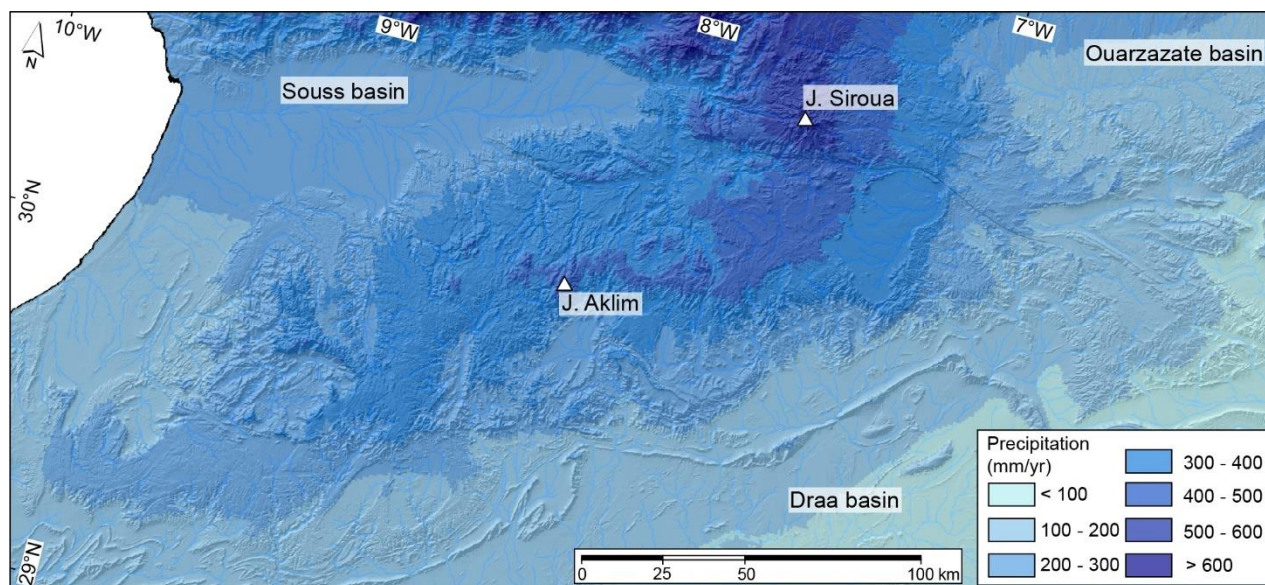 10°W
9°W
8°W
7°W
N
Ouarzazate basin
Souss basin
J. Siroua
30°N
J. Aklim
Draa basin
29°N
Precipitation
(mm/yr)
< 100
100 - 200
200 - 300
300 - 400
400 - 500
500 - 600
> 600
0 25 50 100 km